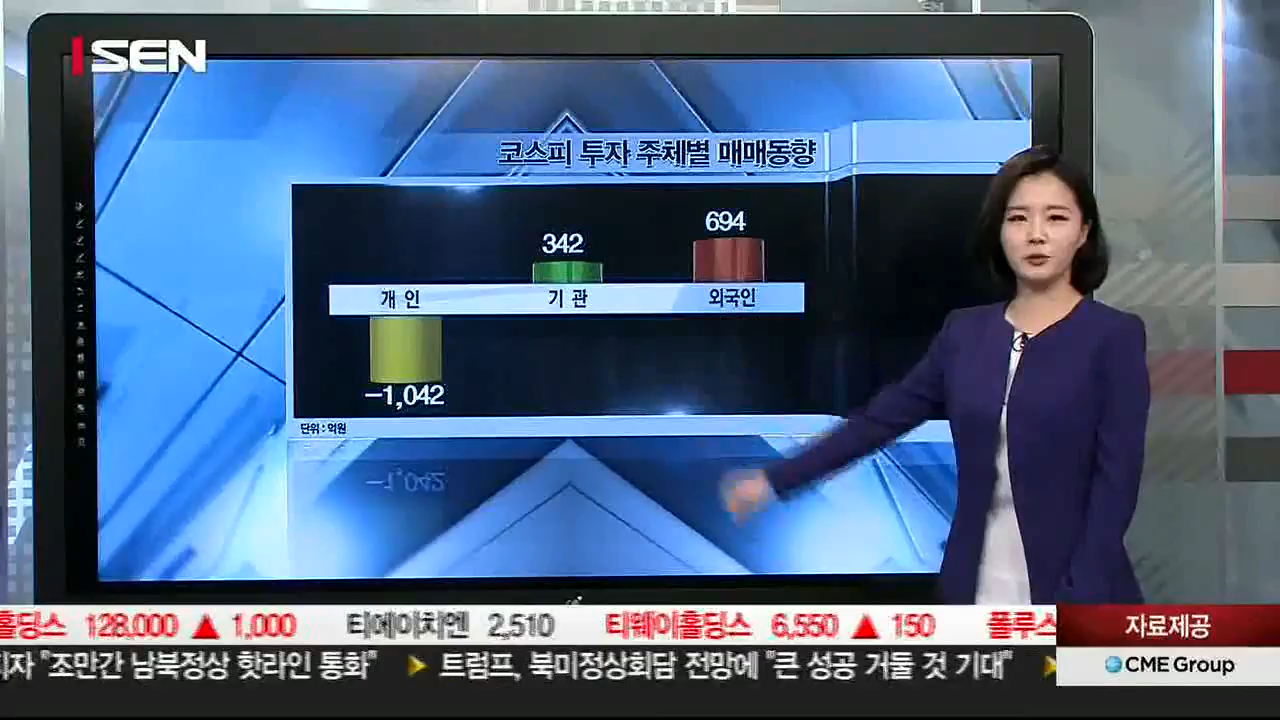 SEN
코스피 투자 주체별 매매동향
342
694
개 인
기 관
외국인
-1,042
단위 : 억원
홀딩스 128,000 ▲ 1,000 티에이치엔 2,510 티웨이홀딩스 6,550 ▲ 150 플루스
자료제공
"조만간 남북정상 핫라인 통화" ▶ 트럼프, 북미정상회담 전망에 "큰 성공 거둘 것 기대"
CME Group